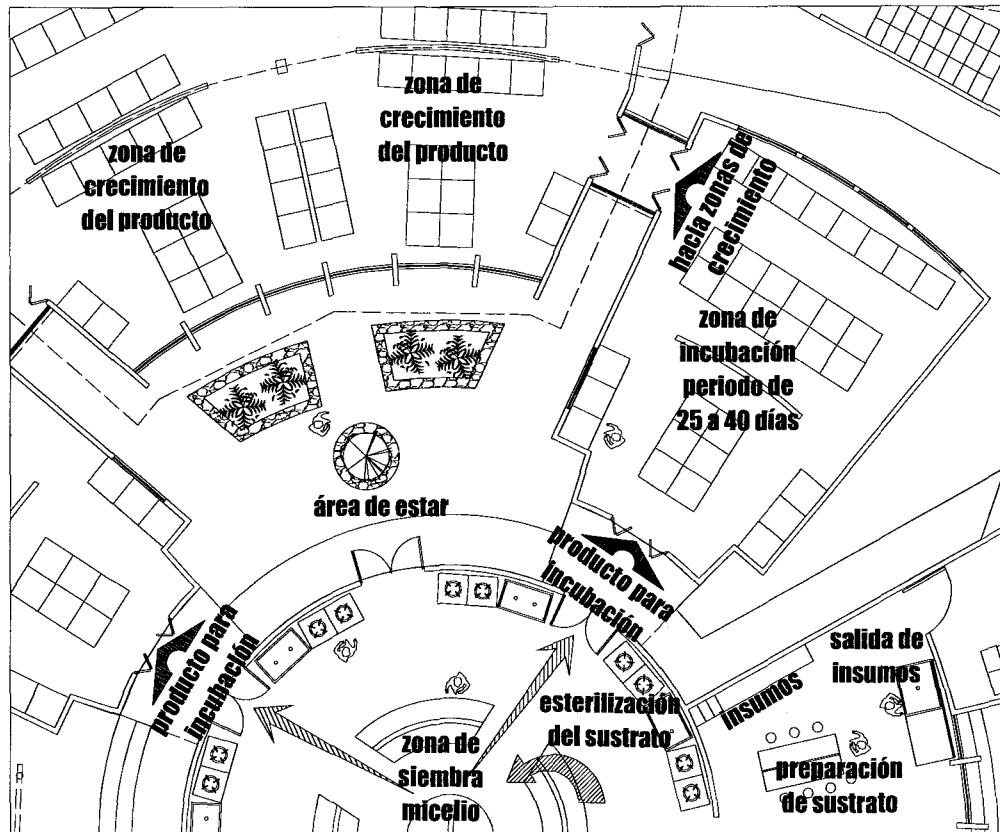 zona de
crecimiento
del producto
zona de
crecimiento
del producto
hacia zonas de
crecimiento
zona de
incubación
periodo de
25 a 40 días
área de estar
producto para
incubación
producto para
incubación
salida de
insumos
insumos
esterilización
del sustrato
zona de
siembra
micelio
preparación
de sustrato